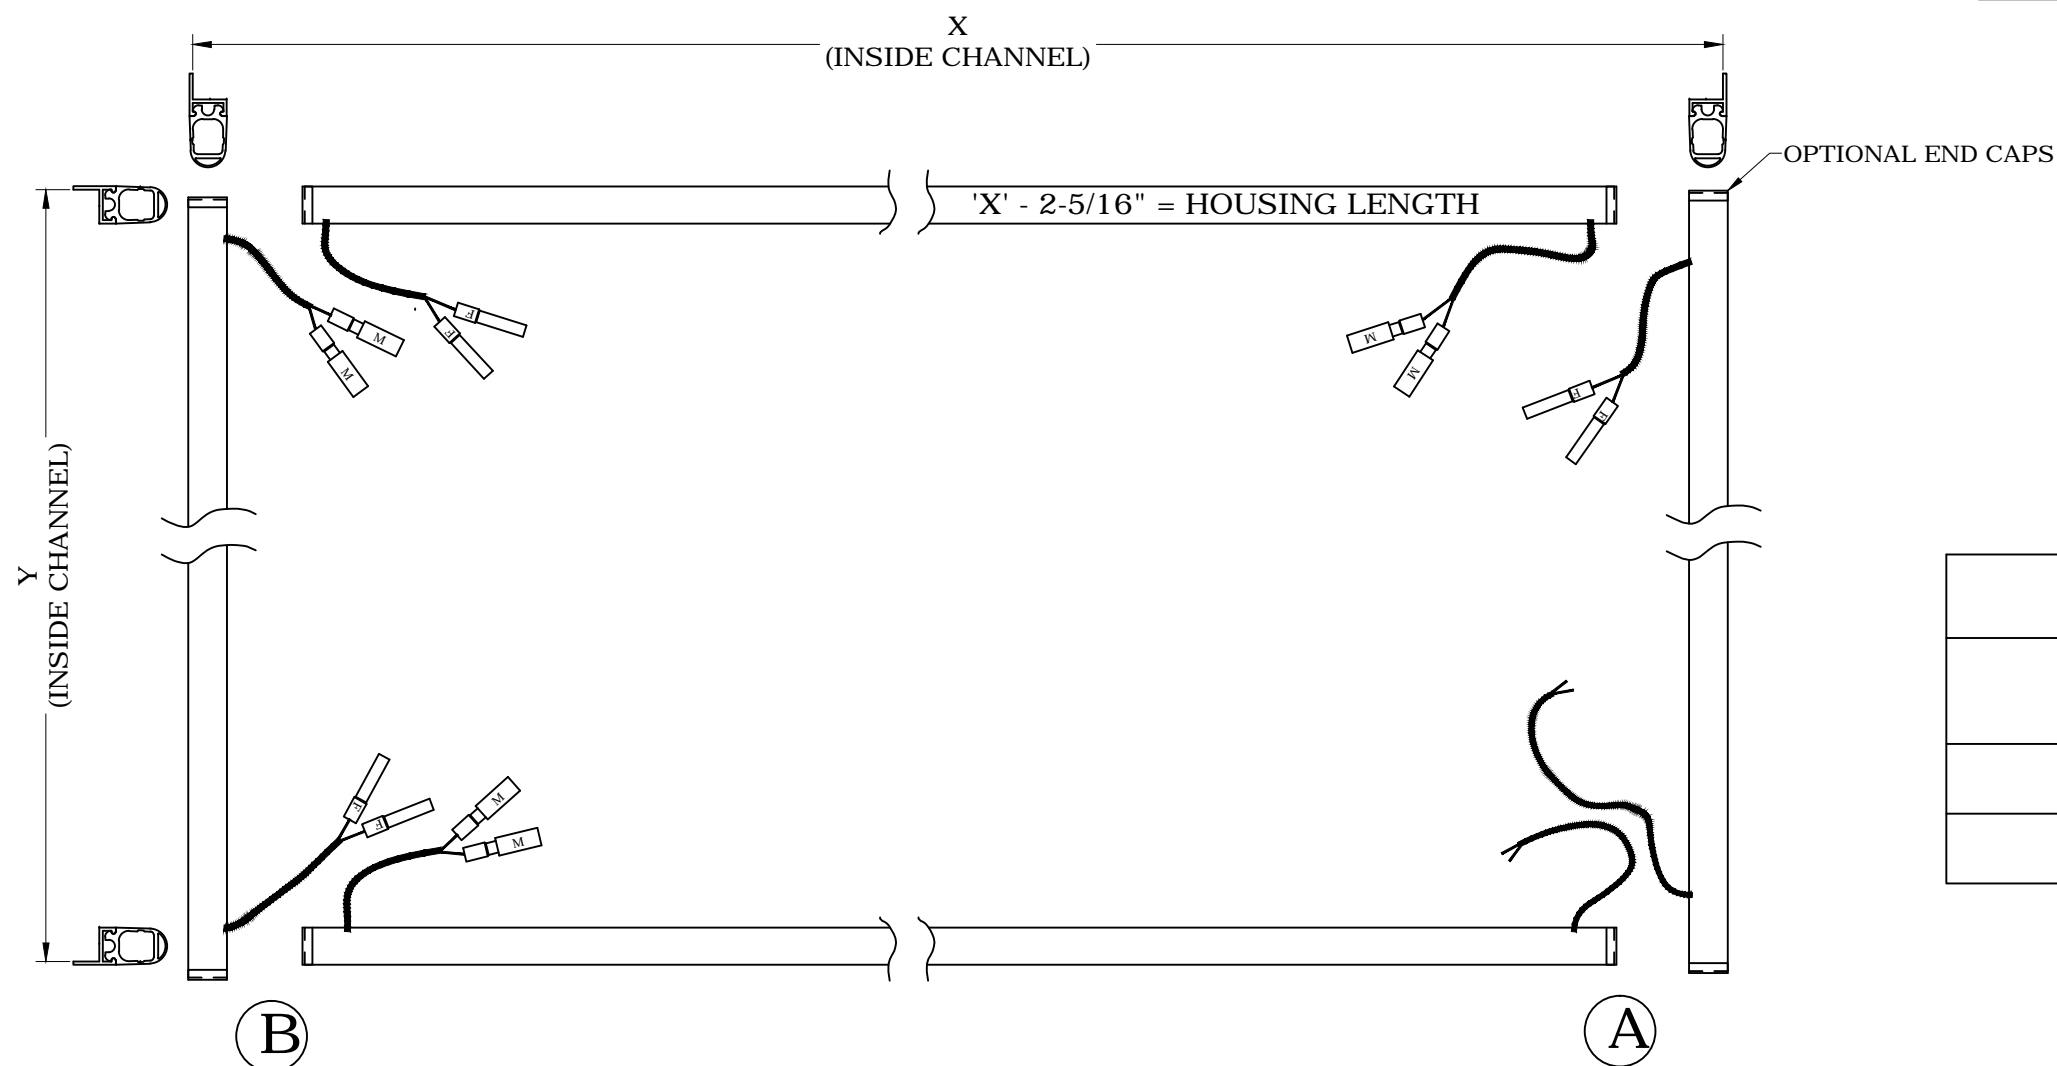 X
(INSIDE CHANNEL)
OPTIONAL END CAPS
'X' - 2-5/16" = HOUSING LENGTH
M
M
F
F
M
M
F
F
Y
(INSIDE CHANNEL)
F
F
M
M
B
A